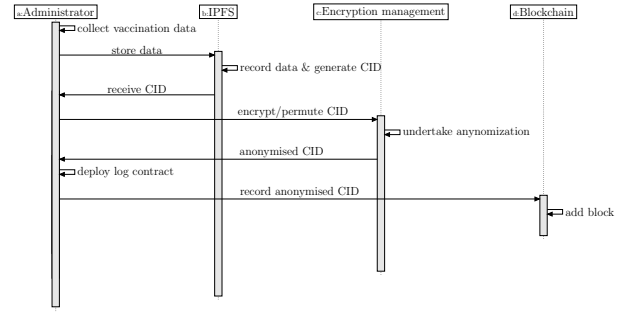 a:Administrator b:IPFS c:Encryption management d:Blockchain
collect vaccination data
store data
record data & generate CID
receive CID
encrypt/permute CID
undertake anynomization
anonymised CID
deploy log contract
record anonymised CID
add block